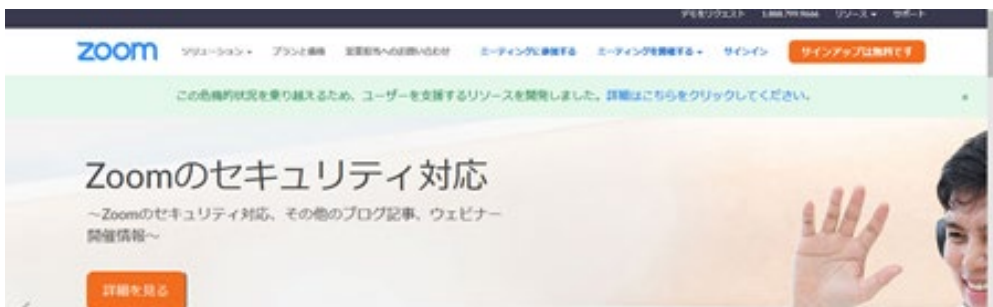 デモをリクエスト 1.888.799.9666 リソース サポート
zoom ソリューション プランと価格 営業担当へのお問い合わせ ミーティングに参加する ミーティングを開催する サインイン サインアップは無料です
この危機的状況を乗り越えるため、ユーザーを支援するリソースを開発しました。詳細はこちらをクリックしてください。
Zoomのセキュリティ対応
~Zoomのセキュリティ対応、その他のブログ記事、ウェビナー
開催情報~
詳細を見る